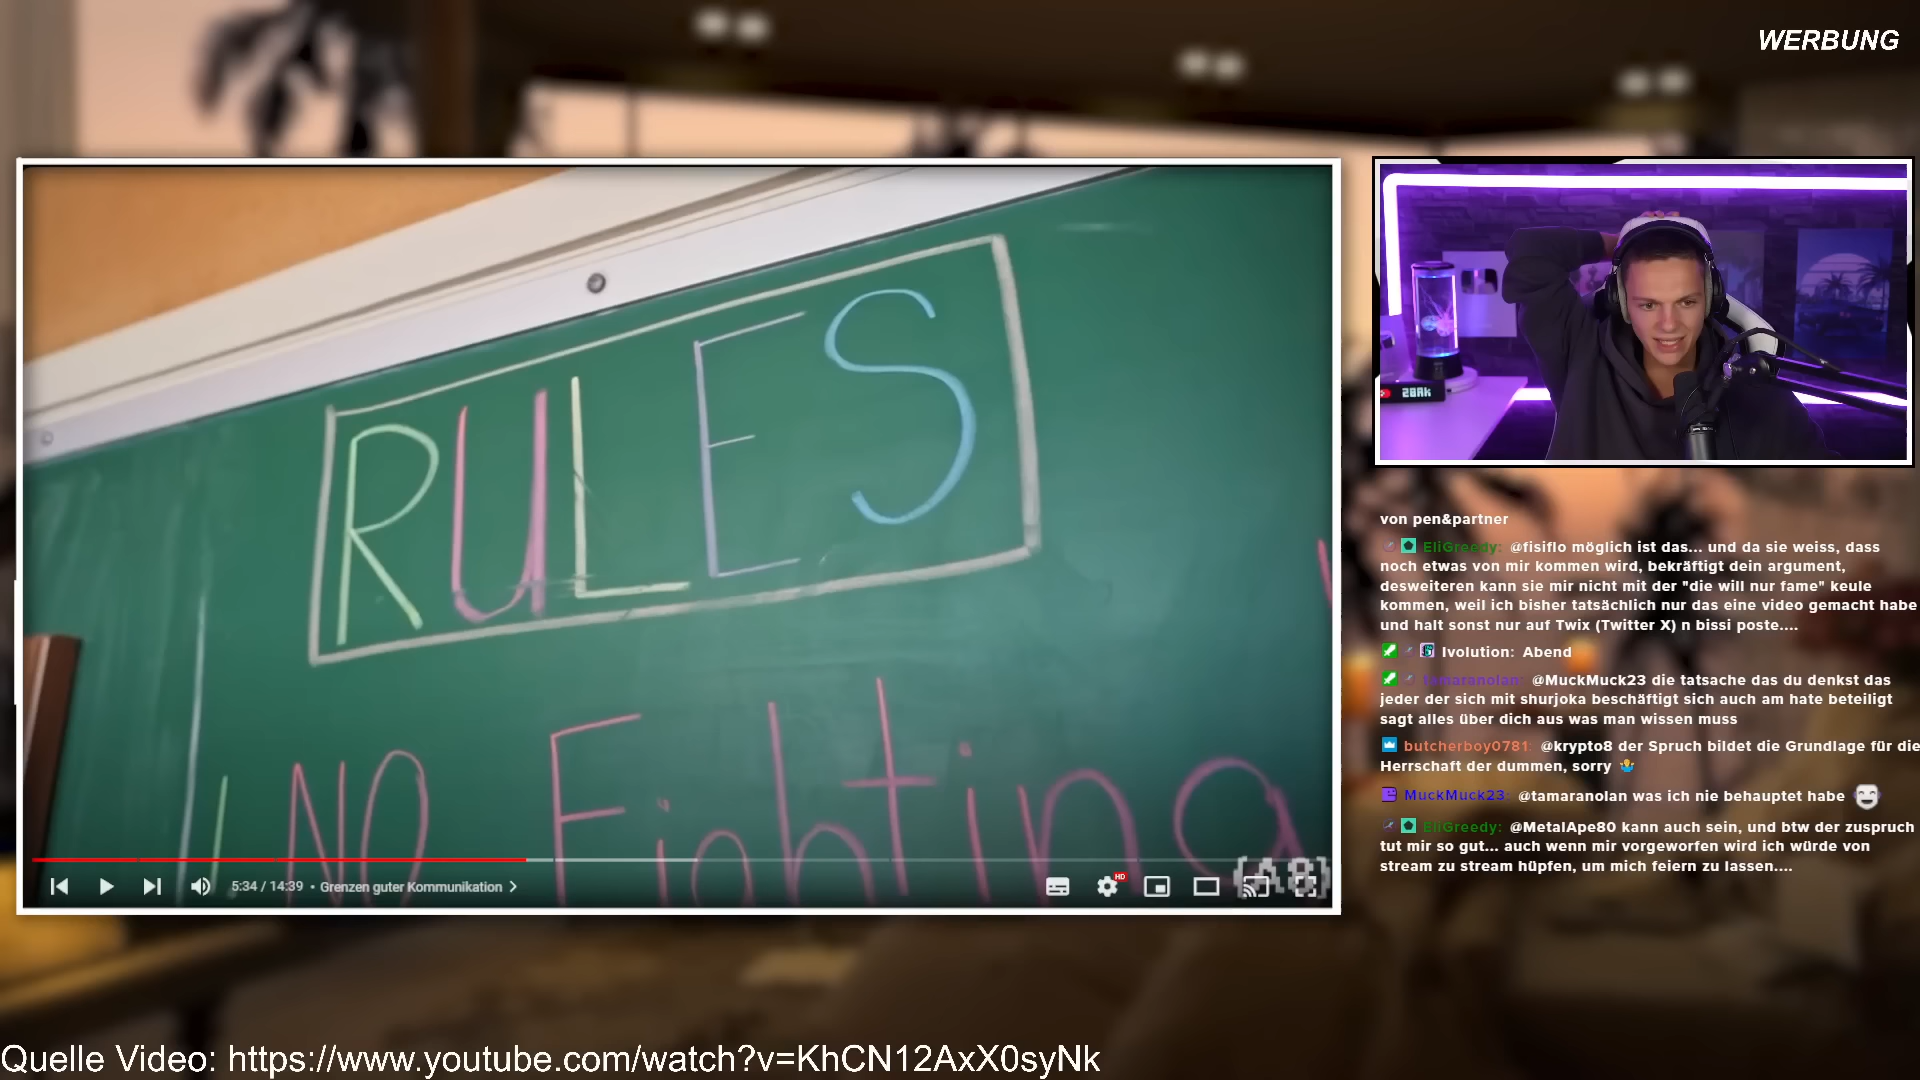 WERBUNG
RULES
NO Fighting
5:34 / 14:39 • Grenzen guter Kommunikation
HD
{A8}
28Ak
von pen&partner
EliGreedy: @fisiflo möglich ist das... und da sie weiss, dass
noch etwas von mir kommen wird, bekräftigt dein argument,
desweiteren kann sie mir nicht mit der "die will nur fame" keule
kommen, weil ich bisher tatsächlich nur das eine video gemacht habe
und halt sonst nur auf Twix (Twitter X) n bissi poste....
Ivolution: Abend
tamaranolan: @MuckMuck23 die tatsache das du denkst das
jeder der sich mit shurjoka beschäftigt sich auch am hate beteiligt
sagt alles über dich aus was man wissen muss
butcherboy0781: @krypto8 der Spruch bildet die Grundlage für die
Herrschaft der dummen, sorry 🤷
MuckMuck23: @tamaranolan was ich nie behauptet habe
EliGreedy: @MetalApe80 kann auch sein, und btw der zuspruch
tut mir so gut... auch wenn mir vorgeworfen wird ich würde von
stream zu stream hüpfen, um mich feiern zu lassen....
Quelle Video: https://www.youtube.com/watch?v=KhCN12AxX0syNk